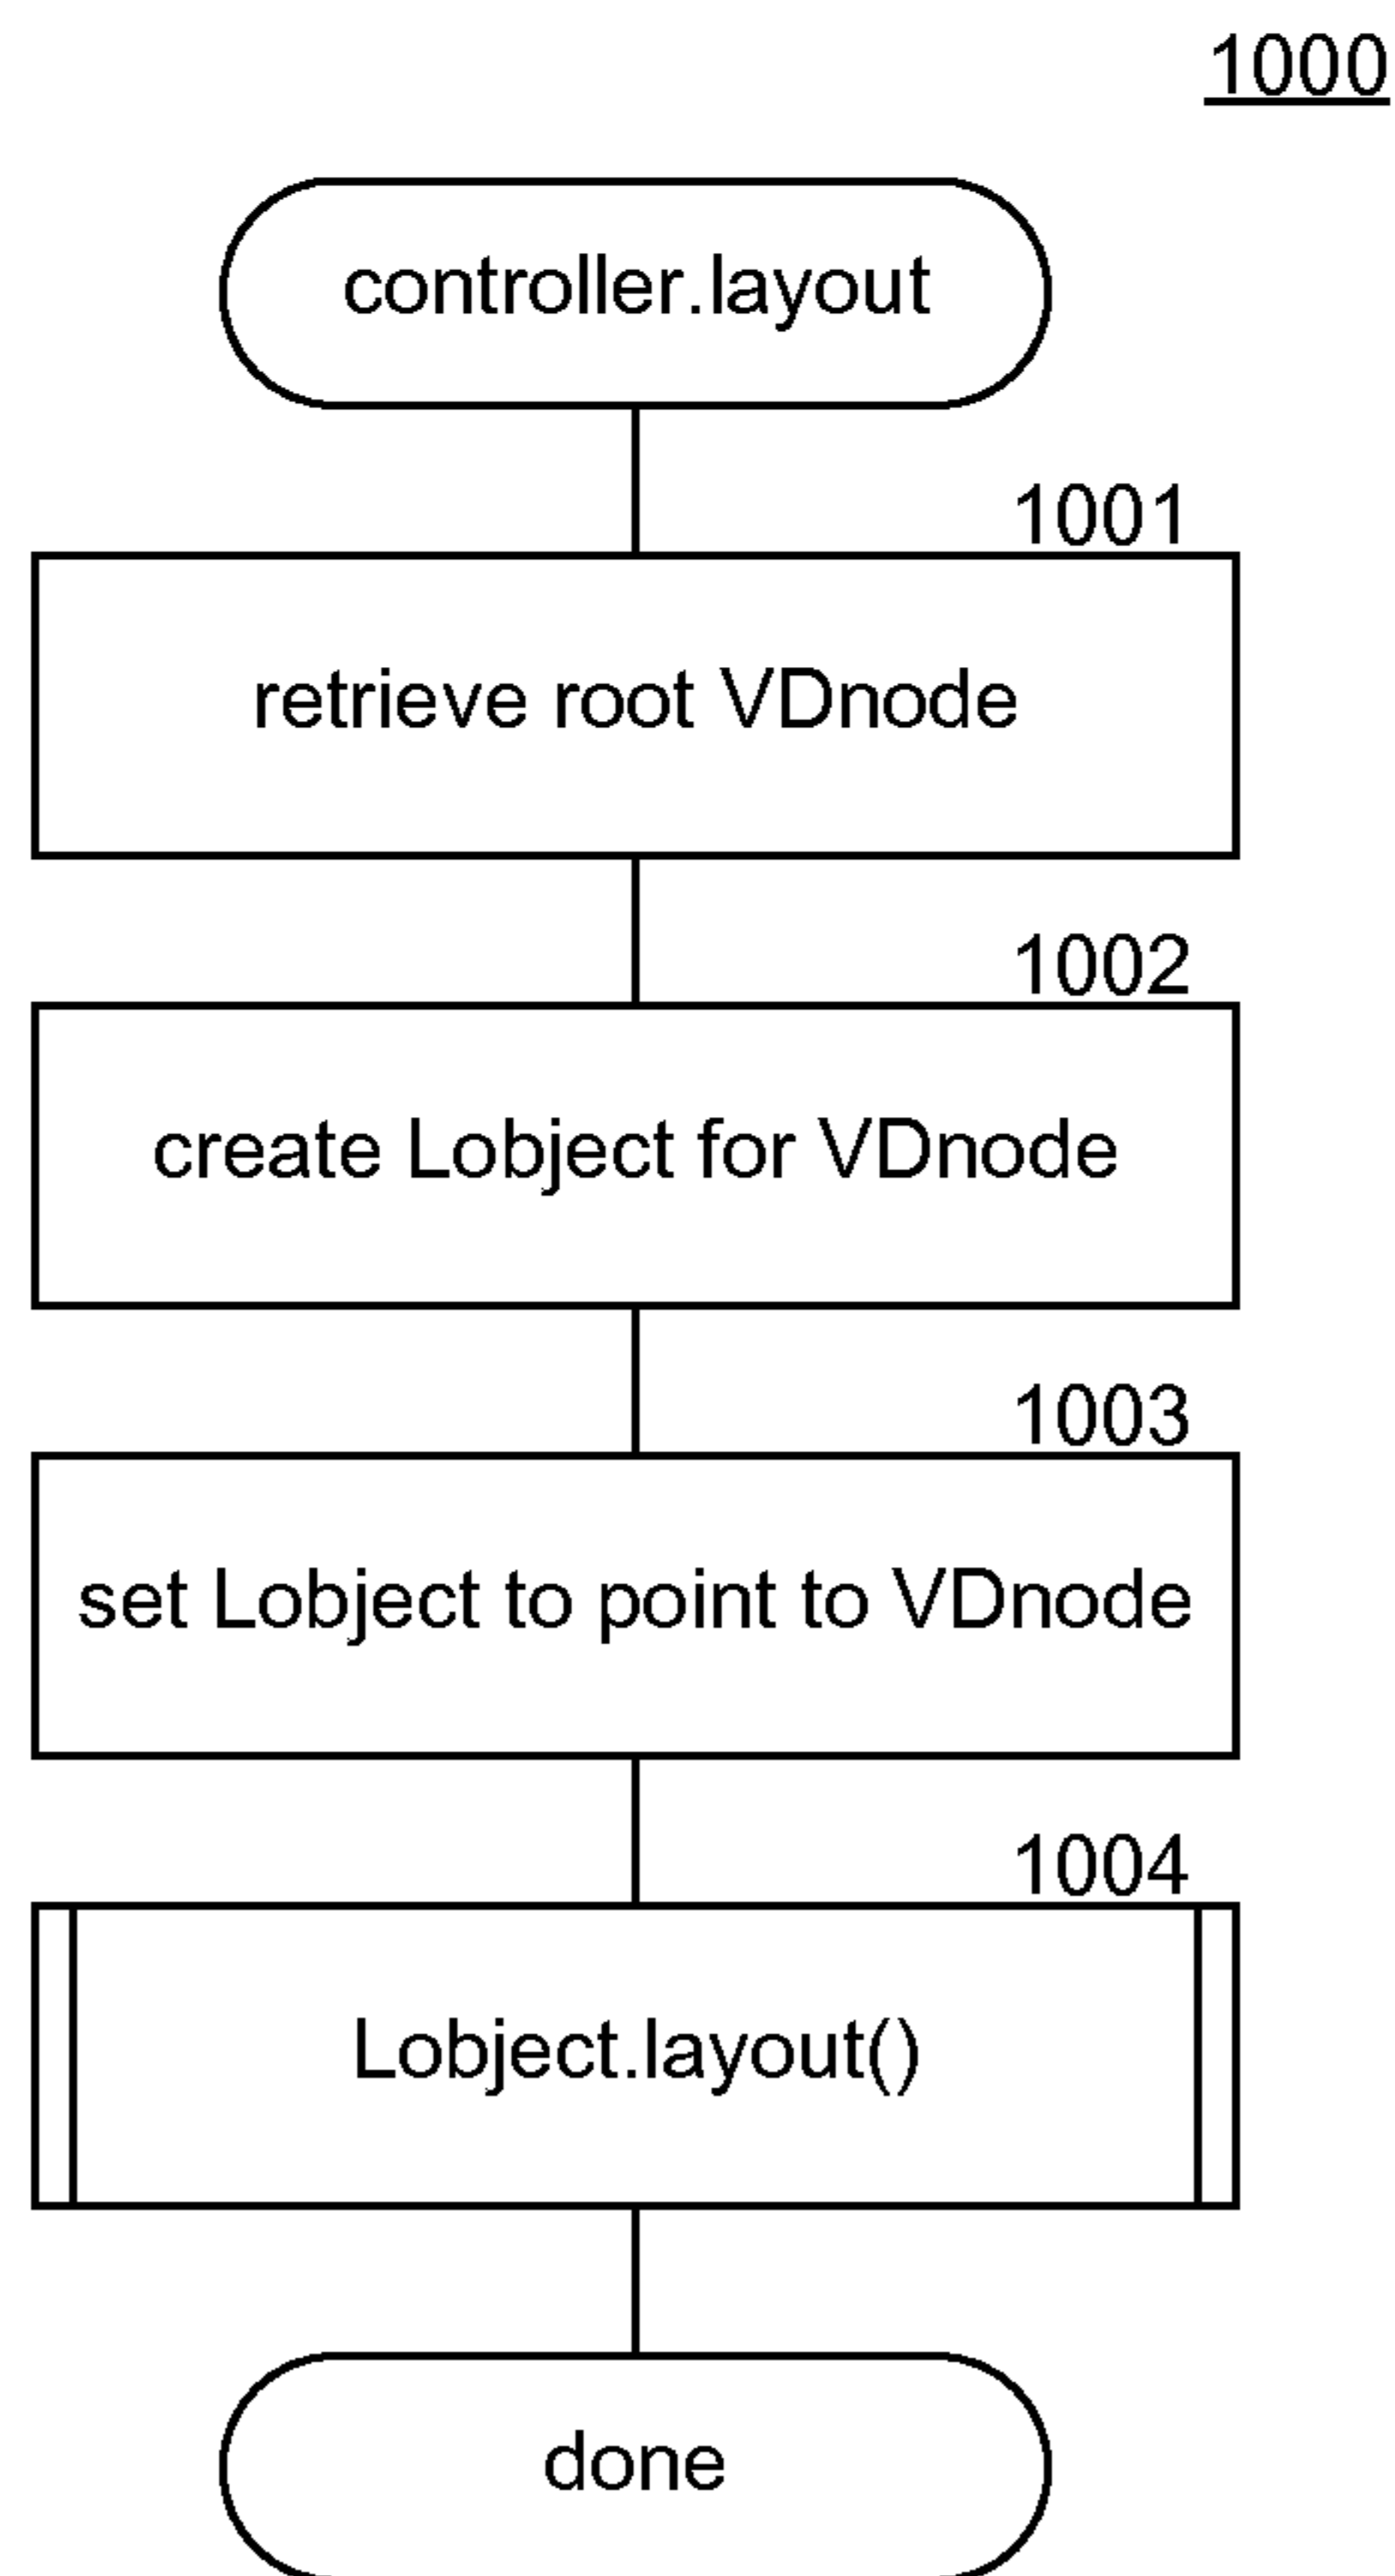 1000
controller.layout
1001
retrieve root VDnode
1002
create Lobject for VDnode
1003
set Lobject to point to VDnode
1004
Lobject.layout()
done